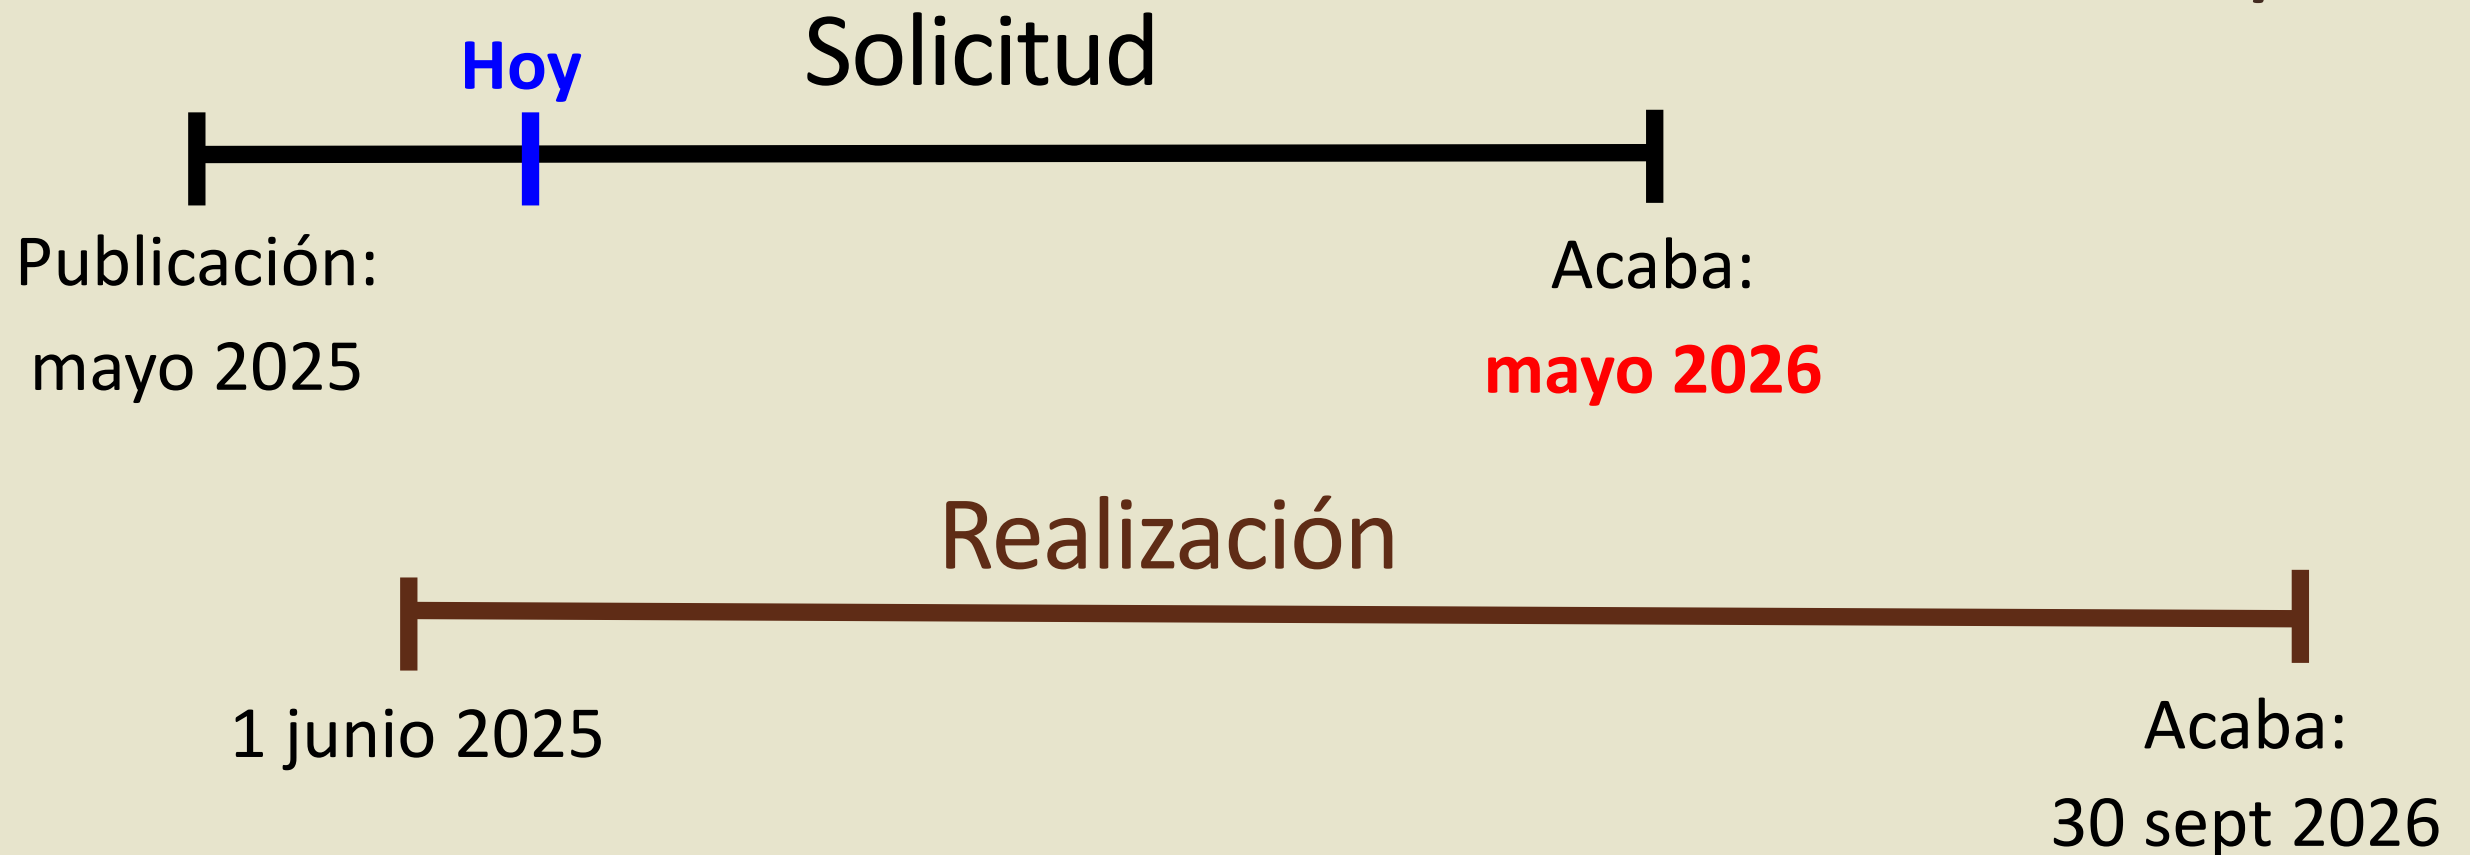 Solicitud
Hoy
Publicación:
mayo 2025
Acaba:
mayo 2026
Realización
1 junio 2025
Acaba:
30 sept 2026